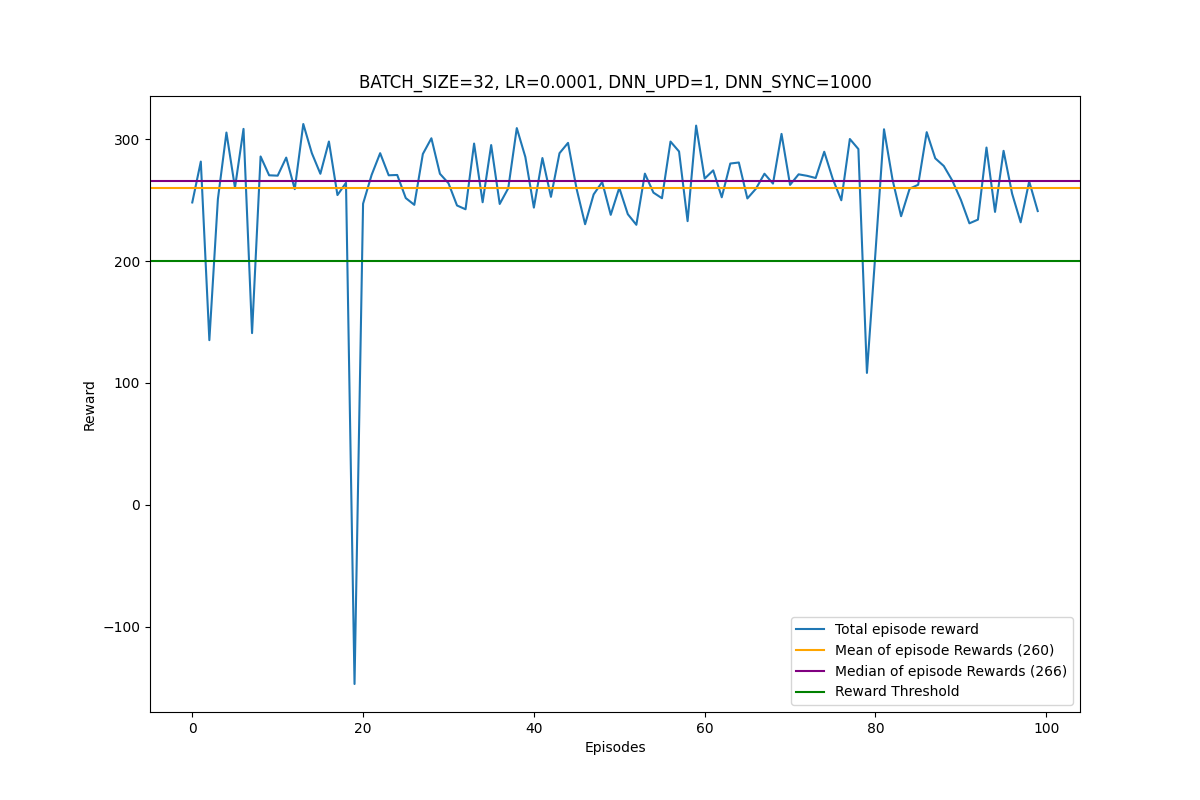 BATCH_SIZE=32, LR=0.0001, DNN_UPD=1, DNN_SYNC=1000
300
200
100
0
−100
Reward
0
20
40
60
80
100
Episodes
Total episode reward
Mean of episode Rewards (260)
Median of episode Rewards (266)
Reward Threshold